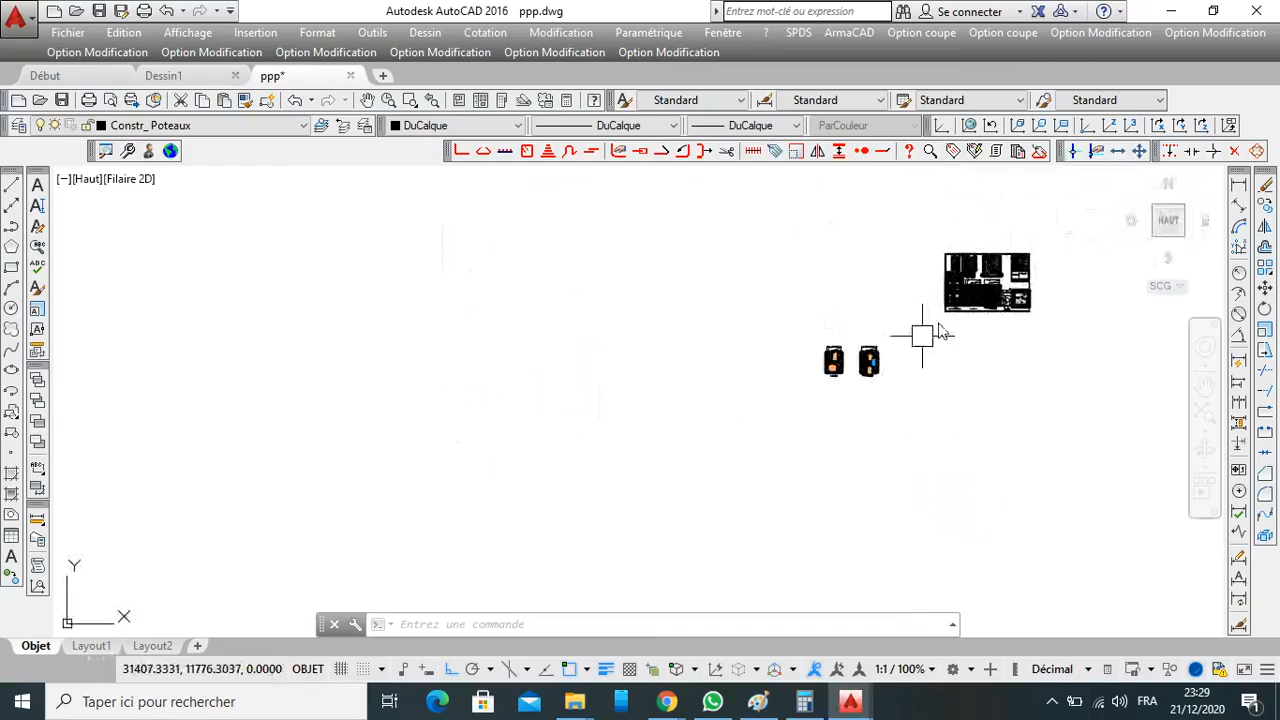 Autodesk AutoCAD 2016 ppp.dwg
Entrez mot-clé ou expression
Se connecter
Fichier Edition Affichage Insertion Format Outils Dessin Cotation Modification Paramétrique Fenêtre ? SPDS ArmaCAD Option coupe Option coupe Option Modification Option Modification
Option Modification Option Modification Option Modification Option Modification Option Modification Option Modification
Début Dessin1 ppp*
Standard Standard Standard Standard
Constr_ Poteaux DuCalque DuCalque DuCalque ParCouleur
[−][Haut][Filaire 2D]
HAUT
S
SCG
Y
X
Entrez une commande
Objet Layout1 Layout2 +
31407.3331, 11776.3037, 0.0000 OBJET 1:1 / 100% Décimal
Taper ici pour rechercher
FRA
23:29
21/12/2020